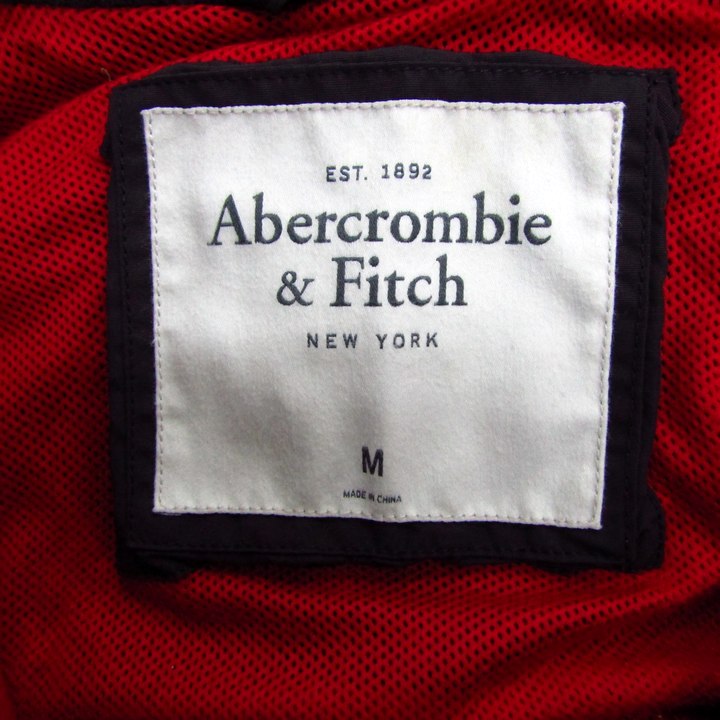 EST. 1892
Abercrombie
& Fitch
NEW YORK
M
MADE IN CHINA